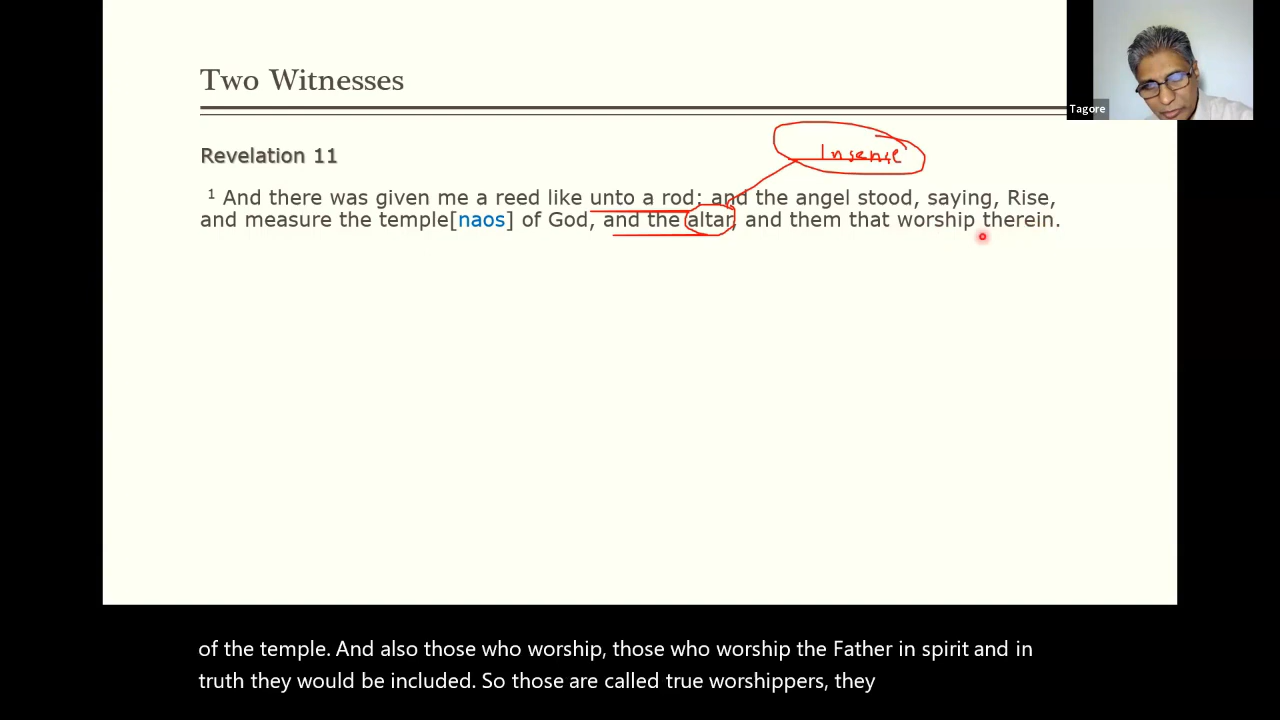 Two Witnesses
Tagore
Revelation 11
Insense
1 And there was given me a reed like unto a rod: and the angel stood, saying, Rise,
and measure the temple[naos] of God, and the altar, and them that worship therein.
of the temple. And also those who worship, those who worship the Father in spirit and in
truth they would be included. So those are called true worshippers, they